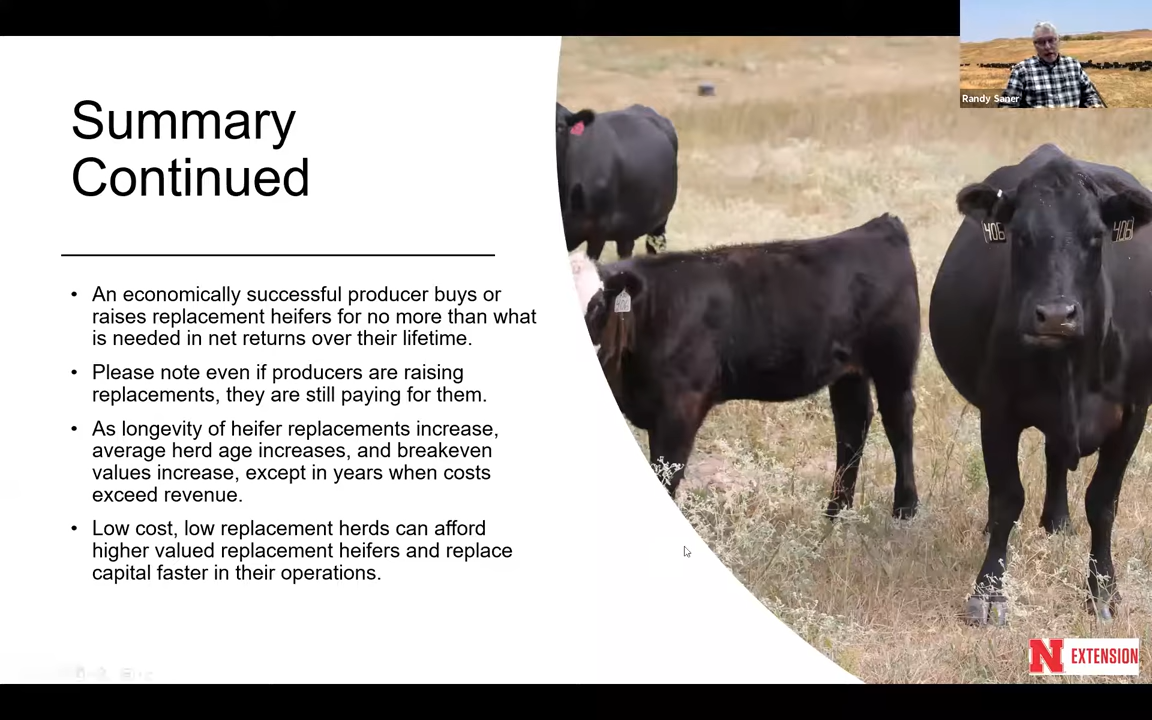 Summary
Continued
• An economically successful producer buys or
raises replacement heifers for no more than what
is needed in net returns over their lifetime.
• Please note even if producers are raising
replacements, they are still paying for them.
• As longevity of heifer replacements increase,
average herd age increases, and breakeven
values increase, except in years when costs
exceed revenue.
• Low cost, low replacement herds can afford
higher valued replacement heifers and replace
capital faster in their operations.
Randy Saner
406
406
N EXTENSION